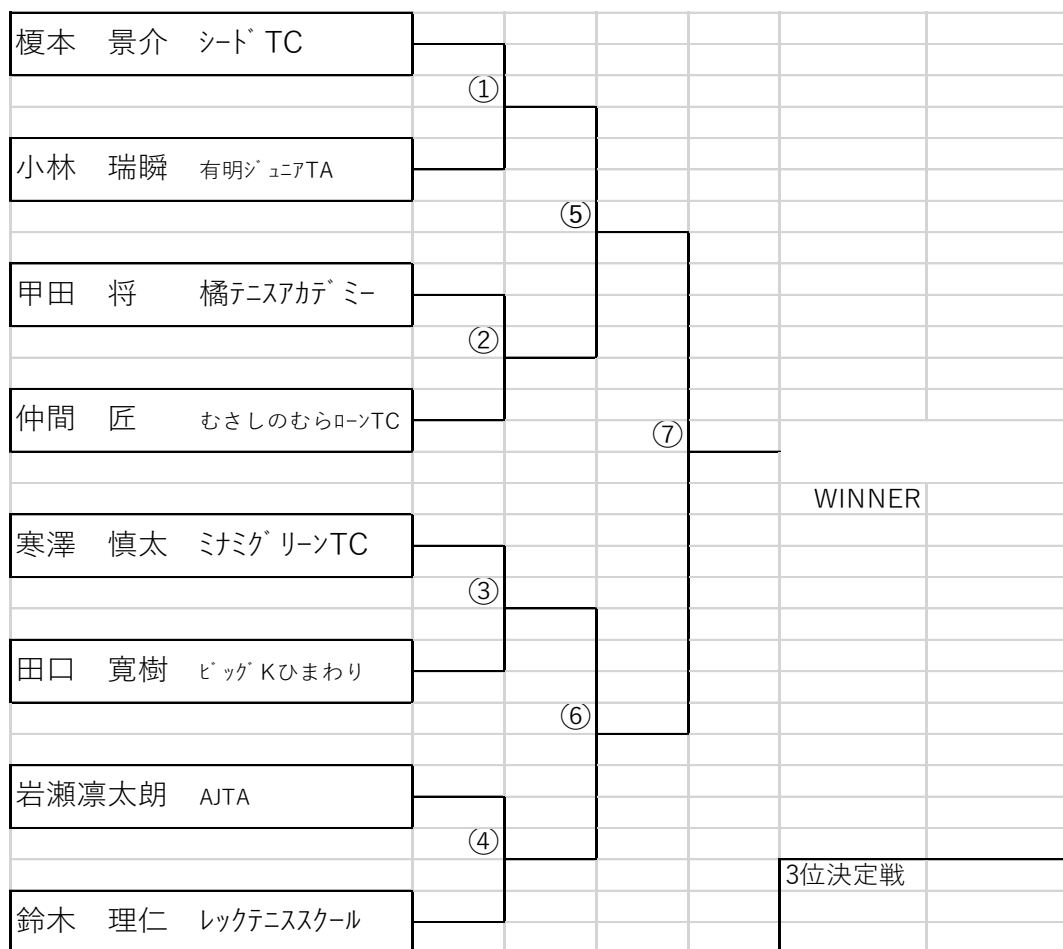 榎本　景介　ｼｰﾄﾞTC
①
小林　瑞瞬　有明ｼﾞｭﾆｱTA
⑤
甲田　将　橘ﾃﾆｽｱｶﾃﾞﾐｰ
②
仲間　匠　むさしのむらﾛｰﾝTC
⑦
WINNER
寒澤　慎太　ﾐﾅﾐｸﾞﾘｰﾝTC
③
田口　寛樹　ﾋﾞｯｸﾞKひまわり
⑥
岩瀬凛太朗　AJTA
④
3位決定戦
鈴木　理仁　ﾚｯｸﾃﾆｽｽｸｰﾙ